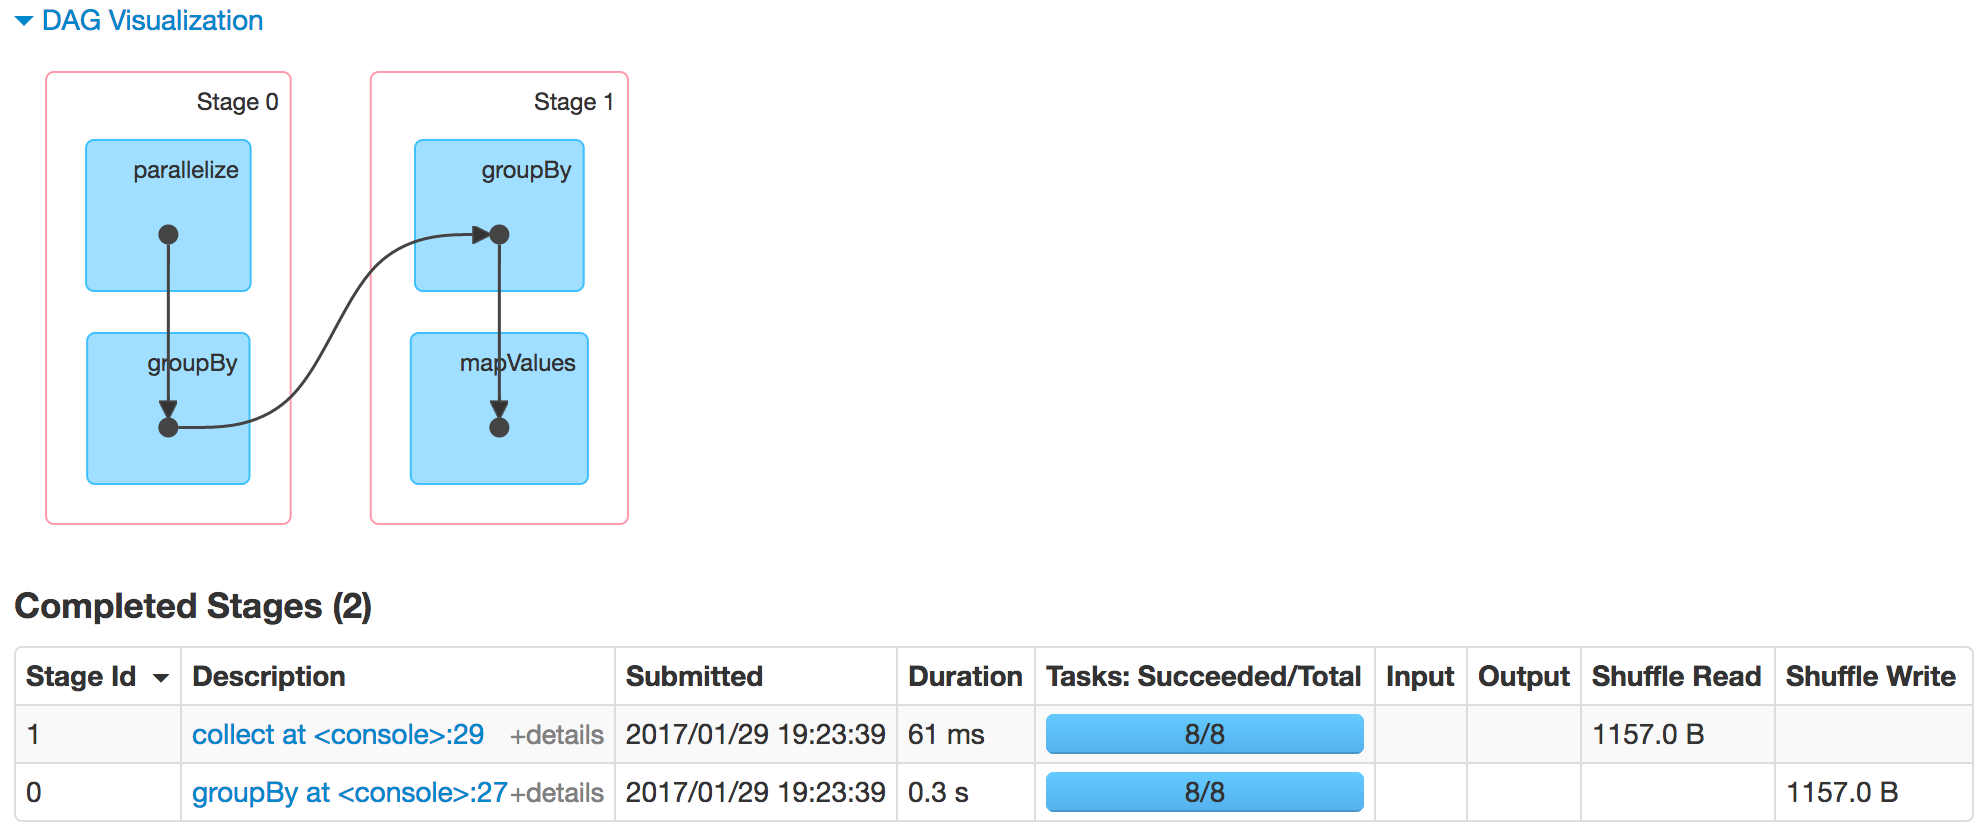 DAG Visualization
Stage 0
Stage 1
parallelize
groupBy
groupBy
mapValues
Completed Stages (2)
Stage Id Description Submitted Duration Tasks: Succeeded/Total Input Output Shuffle Read Shuffle Write
1 collect at <console>:29 +details 2017/01/29 19:23:39 61 ms 8/8 1157.0 B
0 groupBy at <console>:27 +details 2017/01/29 19:23:39 0.3 s 8/8 1157.0 B